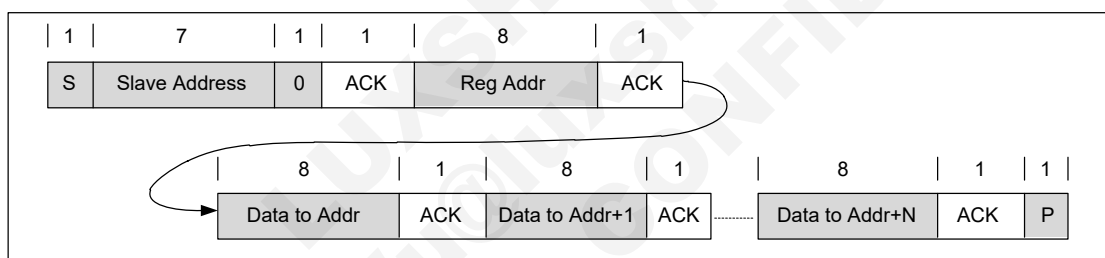 1 7 1 1 8 1
S Slave Address 0 ACK Reg Addr ACK
8 1 8 1 8 1 1
Data to Addr ACK Data to Addr+1 ACK Data to Addr+N ACK P